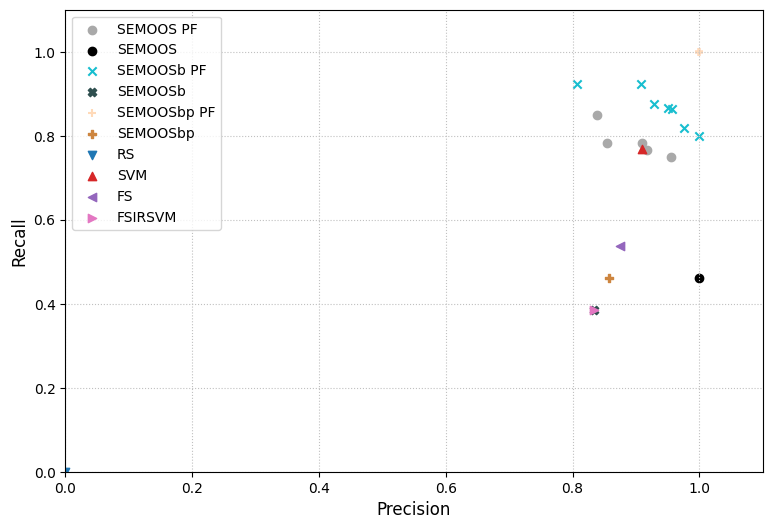 SEMOOS PF
SEMOOS
SEMOOSb PF
SEMOOSb
SEMOOSbp PF
SEMOOSbp
RS
SVM
FS
FSIRSVM
1.0
0.8
0.6
0.4
0.2
0.0
Recall
0.0 0.2 0.4 0.6 0.8 1.0
Precision